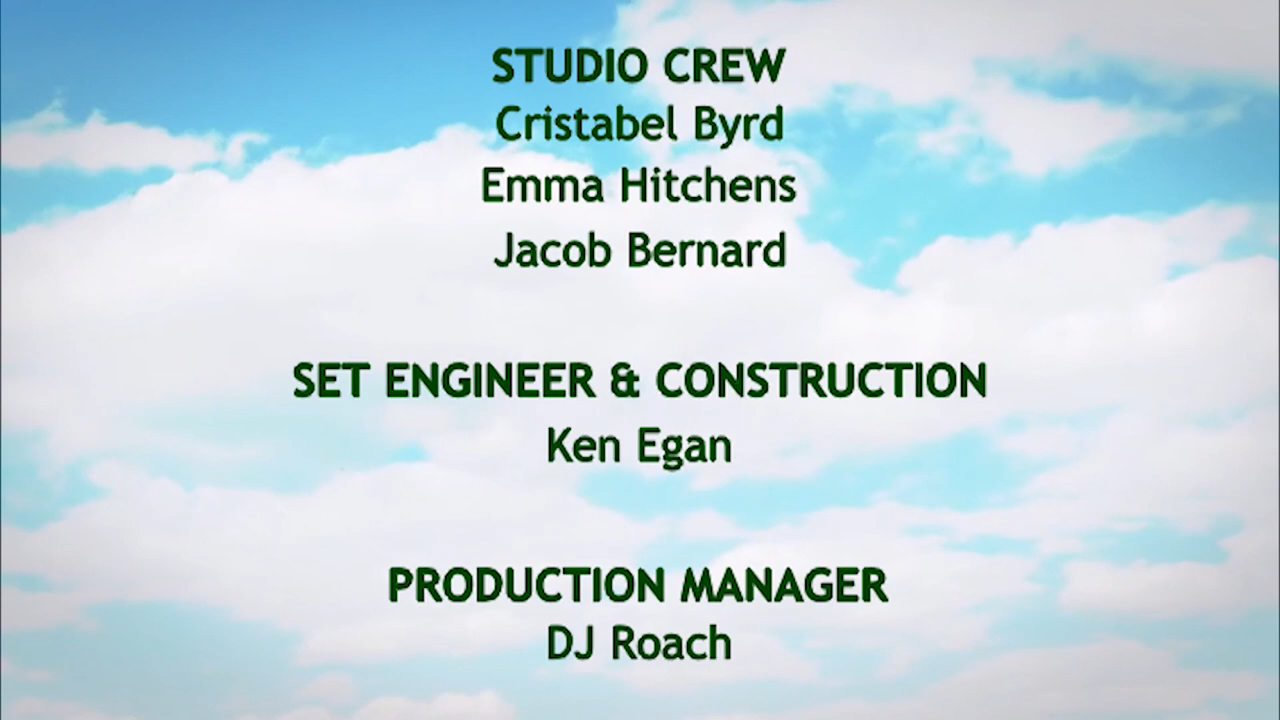 STUDIO CREW
Cristabel Byrd
Emma Hitchens
Jacob Bernard
SET ENGINEER & CONSTRUCTION
Ken Egan
PRODUCTION MANAGER
DJ Roach